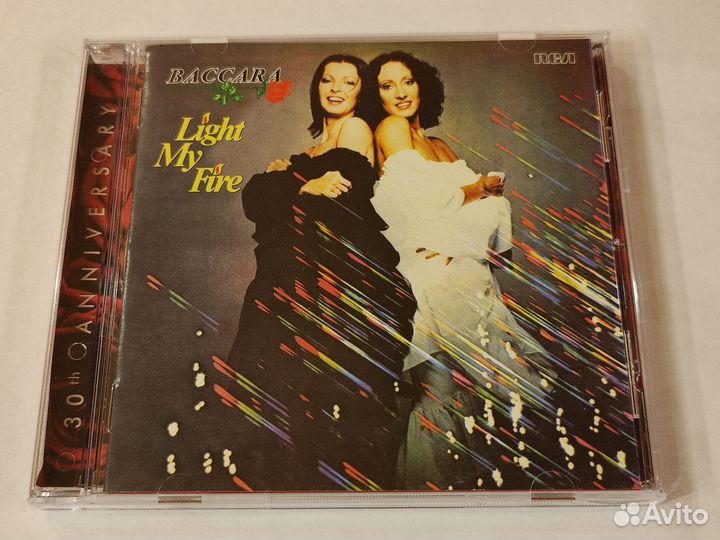 30th ANNIVERSARY
BACCARA
Light
My
Fire
RCA
Avito